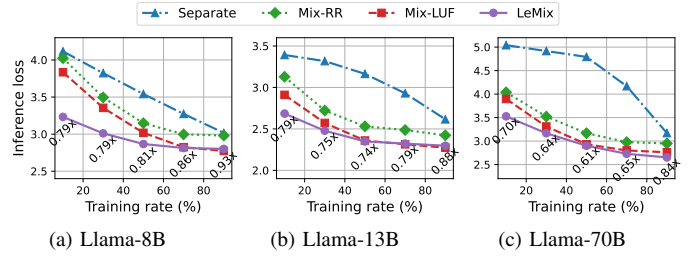 Separate Mix-RR Mix-LUF LeMix
Inference loss
4.0
3.5
3.0
2.5
0.79x 0.79x 0.81x 0.86x 0.93x
20 40 60 80
Training rate (%)
(a) Llama-8B
3.5
3.0
2.5
2.0
0.79x 0.75x 0.74x 0.79x 0.88x
20 40 60 80
Training rate (%)
(b) Llama-13B
5.0
4.5
4.0
3.5
3.0
2.5
0.70x 0.64x 0.61x 0.65x 0.84x
20 40 60 80
Training rate (%)
(c) Llama-70B